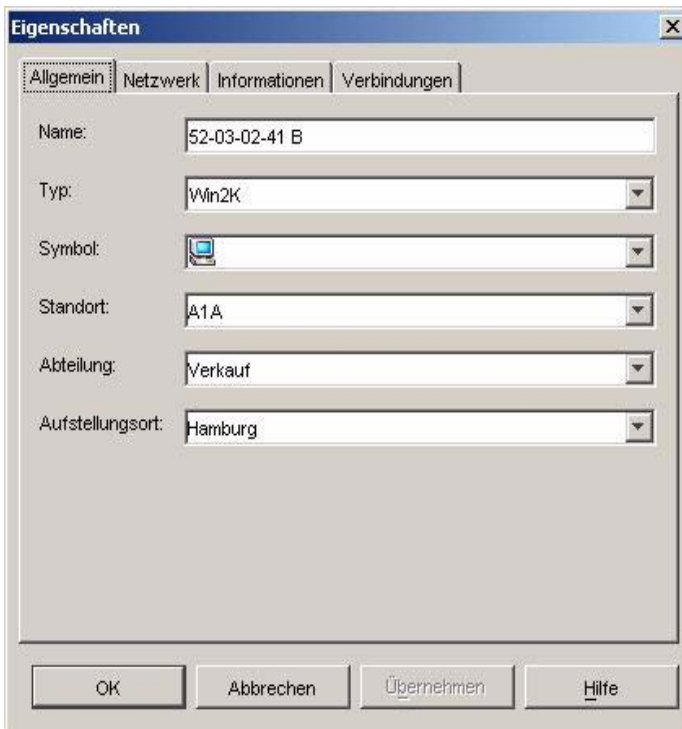 Eigenschaften
Allgemein Netzwerk Informationen Verbindungen
Name: 52-03-02-41 B
Typ: Win2K
Symbol:
Standort: A1A
Abteilung: Verkauf
Aufstellungsort: Hamburg
OK Abbrechen Übernehmen Hilfe